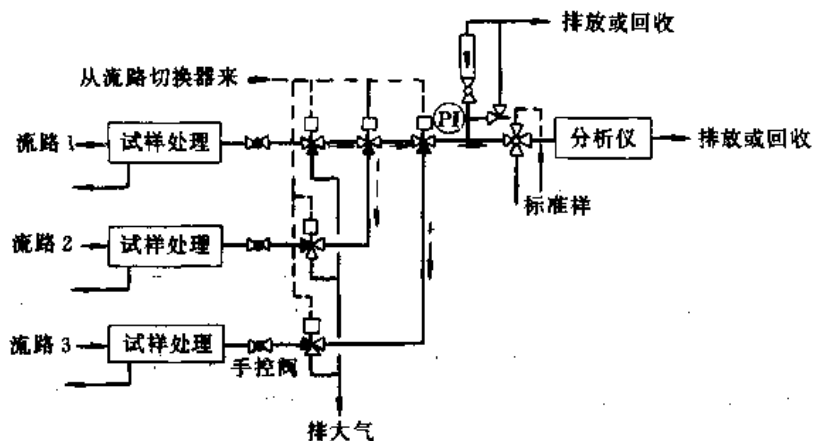 排放或回收
从流路切换器来
1
PI
流路1
试样处理
分析仪
排放或回收
标准样
流路2
试样处理
流路3
试样处理
手控阀
排大气